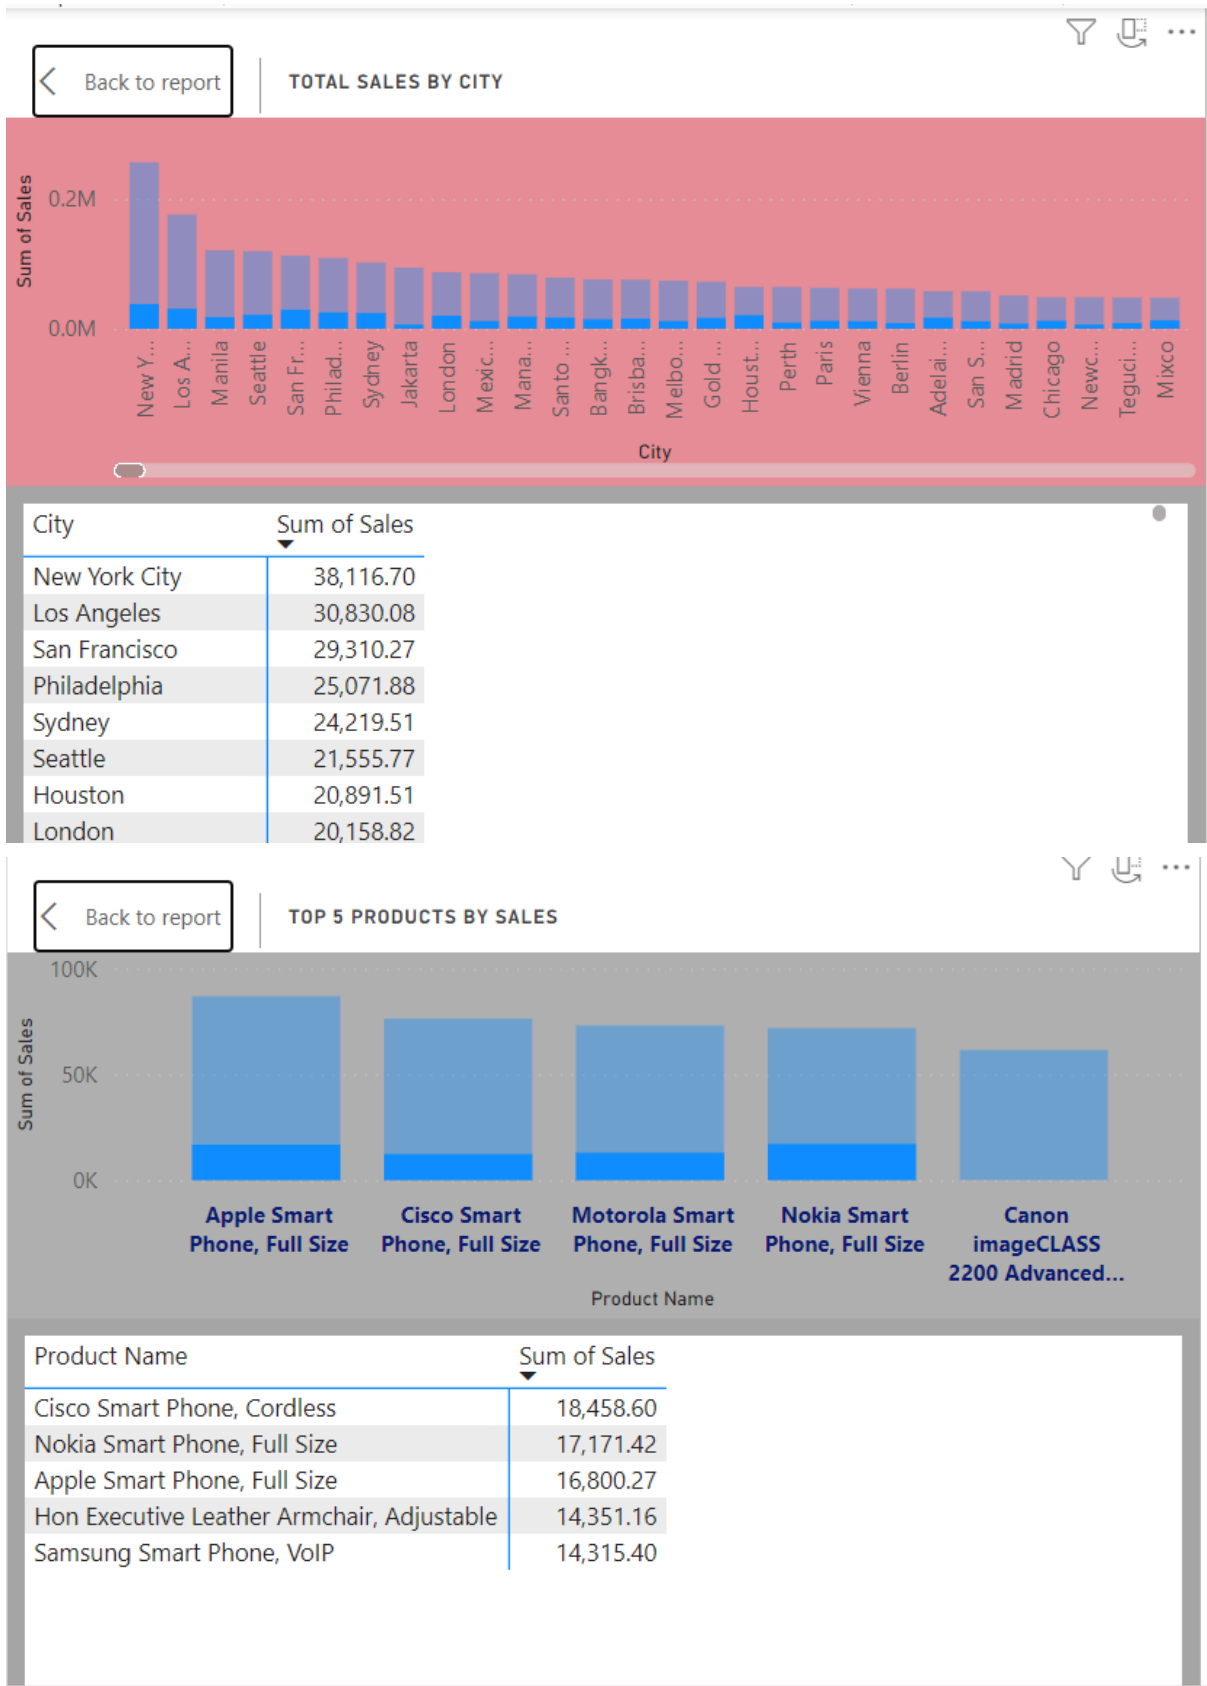 Back to report
TOTAL SALES BY CITY
Sum of Sales
0.2M
0.0M
New Y...
Los A...
Manila
Seattle
San Fr...
Philad...
Sydney
Jakarta
London
Mexic...
Mana...
Santo ...
Bangk...
Brisba...
Melbo...
Gold ...
Houst...
Perth
Paris
Vienna
Berlin
Adelai...
San S...
Madrid
Chicago
Newc...
Teguci...
Mixco
City
City Sum of Sales
New York City 38,116.70
Los Angeles 30,830.08
San Francisco 29,310.27
Philadelphia 25,071.88
Sydney 24,219.51
Seattle 21,555.77
Houston 20,891.51
London 20,158.82
Back to report
TOP 5 PRODUCTS BY SALES
Sum of Sales
100K
50K
0K
Apple Smart
Phone, Full Size
Cisco Smart
Phone, Full Size
Motorola Smart
Phone, Full Size
Nokia Smart
Phone, Full Size
Canon
imageCLASS
2200 Advanced...
Product Name
Product Name Sum of Sales
Cisco Smart Phone, Cordless 18,458.60
Nokia Smart Phone, Full Size 17,171.42
Apple Smart Phone, Full Size 16,800.27
Hon Executive Leather Armchair, Adjustable 14,351.16
Samsung Smart Phone, VoIP 14,315.40